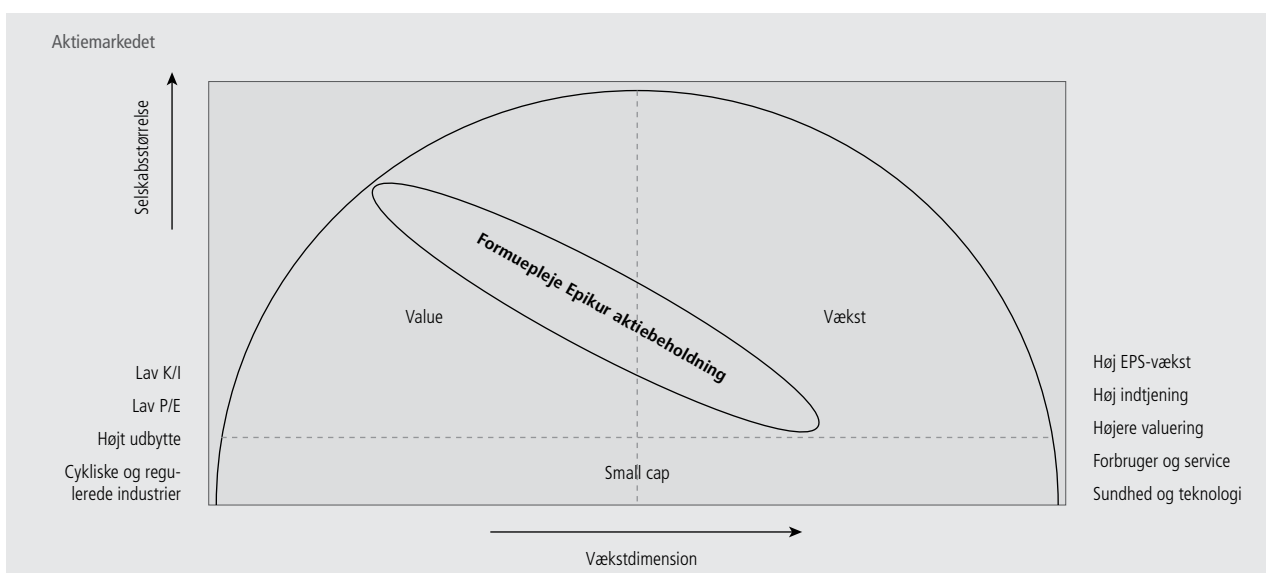 Aktiemarkedet
Selskabsstørrelse
Formuepleje Epikur aktiebeholdning
Value
Vækst
Lav K/I
Lav P/E
Højt udbytte
Cykliske og regu-
lerede industrier
Small cap
Høj EPS-vækst
Høj indtjening
Højere valuering
Forbruger og service
Sundhed og teknologi
Vækstdimension